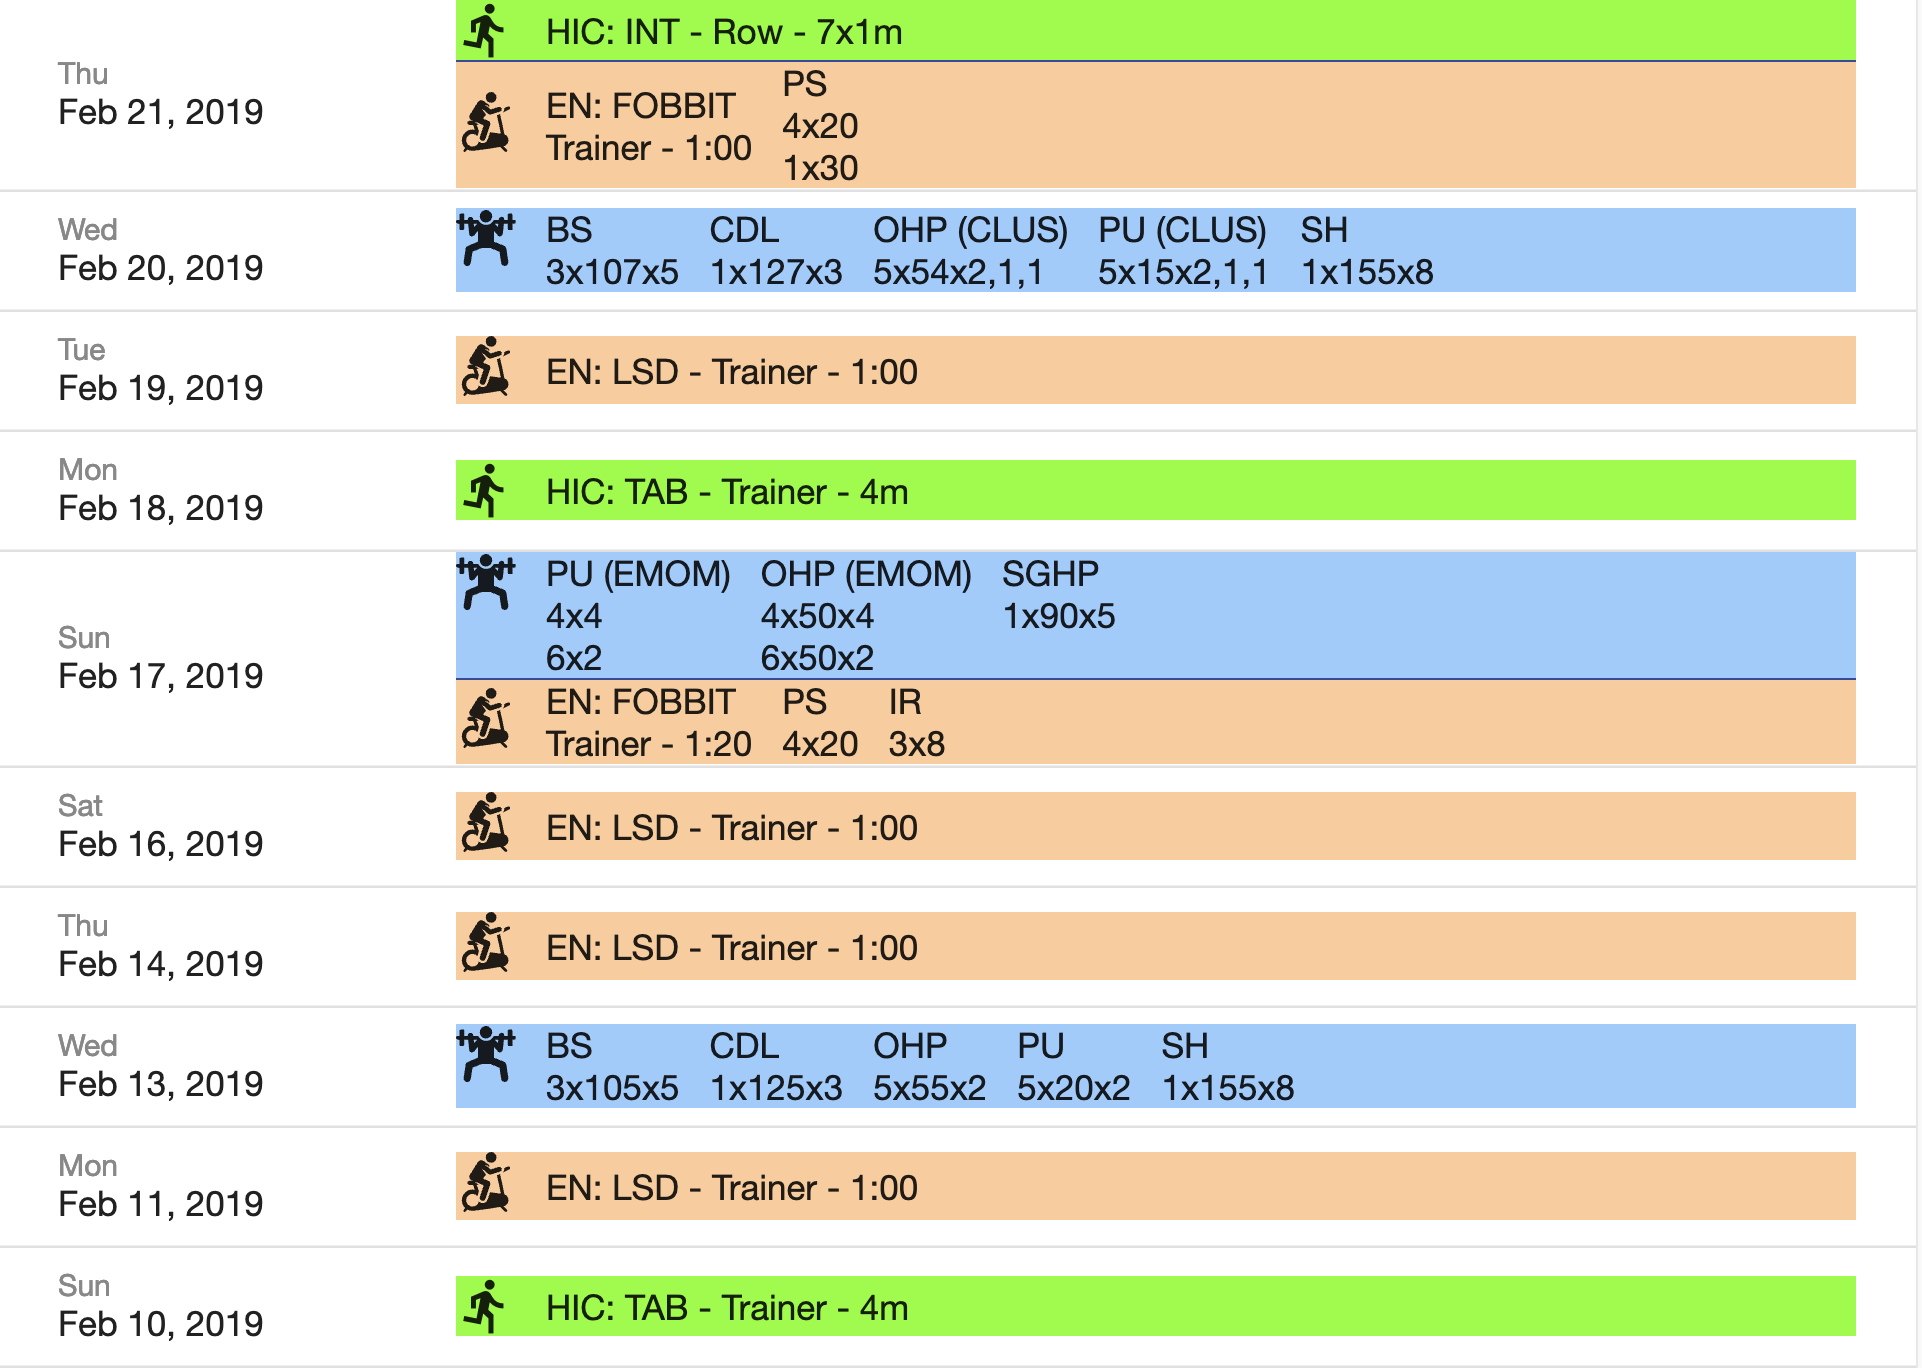 Thu
Feb 21, 2019
HIC: INT - Row - 7x1m
EN: FOBBIT
Trainer - 1:00
PS
4x20
1x30
Wed
Feb 20, 2019
BS CDL OHP (CLUS) PU (CLUS) SH
3x107x5 1x127x3 5x54x2,1,1 5x15x2,1,1 1x155x8
Tue
Feb 19, 2019
EN: LSD - Trainer - 1:00
Mon
Feb 18, 2019
HIC: TAB - Trainer - 4m
Sun
Feb 17, 2019
PU (EMOM) OHP (EMOM) SGHP
4x4 4x50x4 1x90x5
6x2 6x50x2
EN: FOBBIT PS IR
Trainer - 1:20 4x20 3x8
Sat
Feb 16, 2019
EN: LSD - Trainer - 1:00
Thu
Feb 14, 2019
EN: LSD - Trainer - 1:00
Wed
Feb 13, 2019
BS CDL OHP PU SH
3x105x5 1x125x3 5x55x2 5x20x2 1x155x8
Mon
Feb 11, 2019
EN: LSD - Trainer - 1:00
Sun
Feb 10, 2019
HIC: TAB - Trainer - 4m